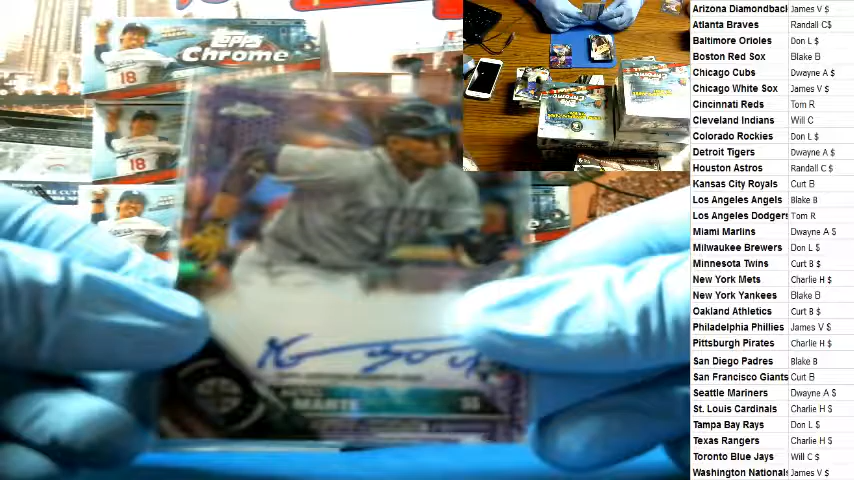 TOPPS
Chrome
18
18
MARTE
SS
Chrome
Chrome
Arizona Diamondback James V $
Atlanta Braves Randall C$
Baltimore Orioles Don L $
Boston Red Sox Blake B
Chicago Cubs Dwayne A $
Chicago White Sox James V $
Cincinnati Reds Tom R
Cleveland Indians Will C
Colorado Rockies Don L $
Detroit Tigers Dwayne A $
Houston Astros Randall C $
Kansas City Royals Curt B
Los Angeles Angels Blake B
Los Angeles Dodgers Tom R
Miami Marlins Dwayne A $
Milwaukee Brewers Don L $
Minnesota Twins Curt B $
New York Mets Charlie H $
New York Yankees Blake B
Oakland Athletics Curt B $
Philadelphia Phillies James V $
Pittsburgh Pirates Charlie H $
San Diego Padres Blake B
San Francisco Giants Curt B
Seattle Mariners Dwayne A $
St. Louis Cardinals Charlie H $
Tampa Bay Rays Don L $
Texas Rangers Charlie H $
Toronto Blue Jays Will C $
Washington Nationals James V $